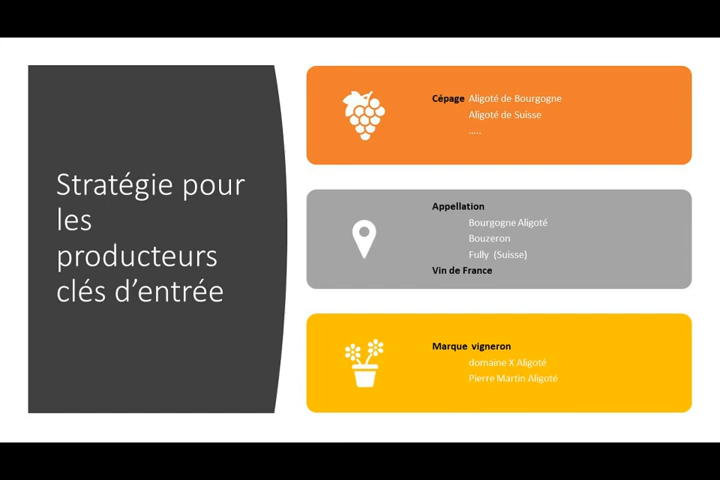 Stratégie pour
les
producteurs
clés d’entrée
Cépage Aligoté de Bourgogne
Aligoté de Suisse
…..
Appellation
Bourgogne Aligoté
Bouzeron
Fully (Suisse)
Vin de France
Marque vigneron
domaine X Aligoté
Pierre Martin Aligoté